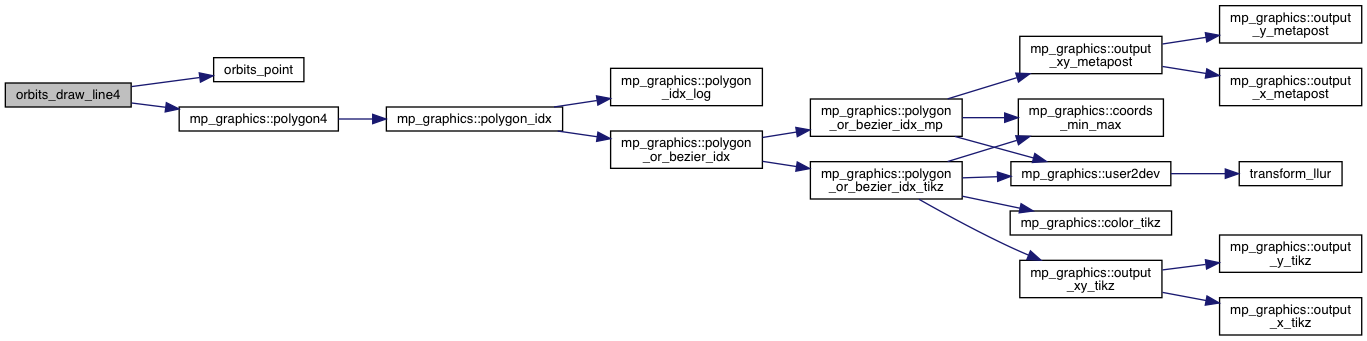 orbits_draw_line4
orbits_point
mp_graphics::polygon4
mp_graphics::polygon_idx
mp_graphics::polygon
_idx_log
mp_graphics::polygon
_or_bezier_idx
mp_graphics::polygon
_or_bezier_idx_mp
mp_graphics::polygon
_or_bezier_idx_tikz
mp_graphics::output
_xy_metapost
mp_graphics::coords
_min_max
mp_graphics::user2dev
mp_graphics::color_tikz
mp_graphics::output
_xy_tikz
mp_graphics::output
_y_metapost
mp_graphics::output
_x_metapost
transform_llur
mp_graphics::output
_y_tikz
mp_graphics::output
_x_tikz